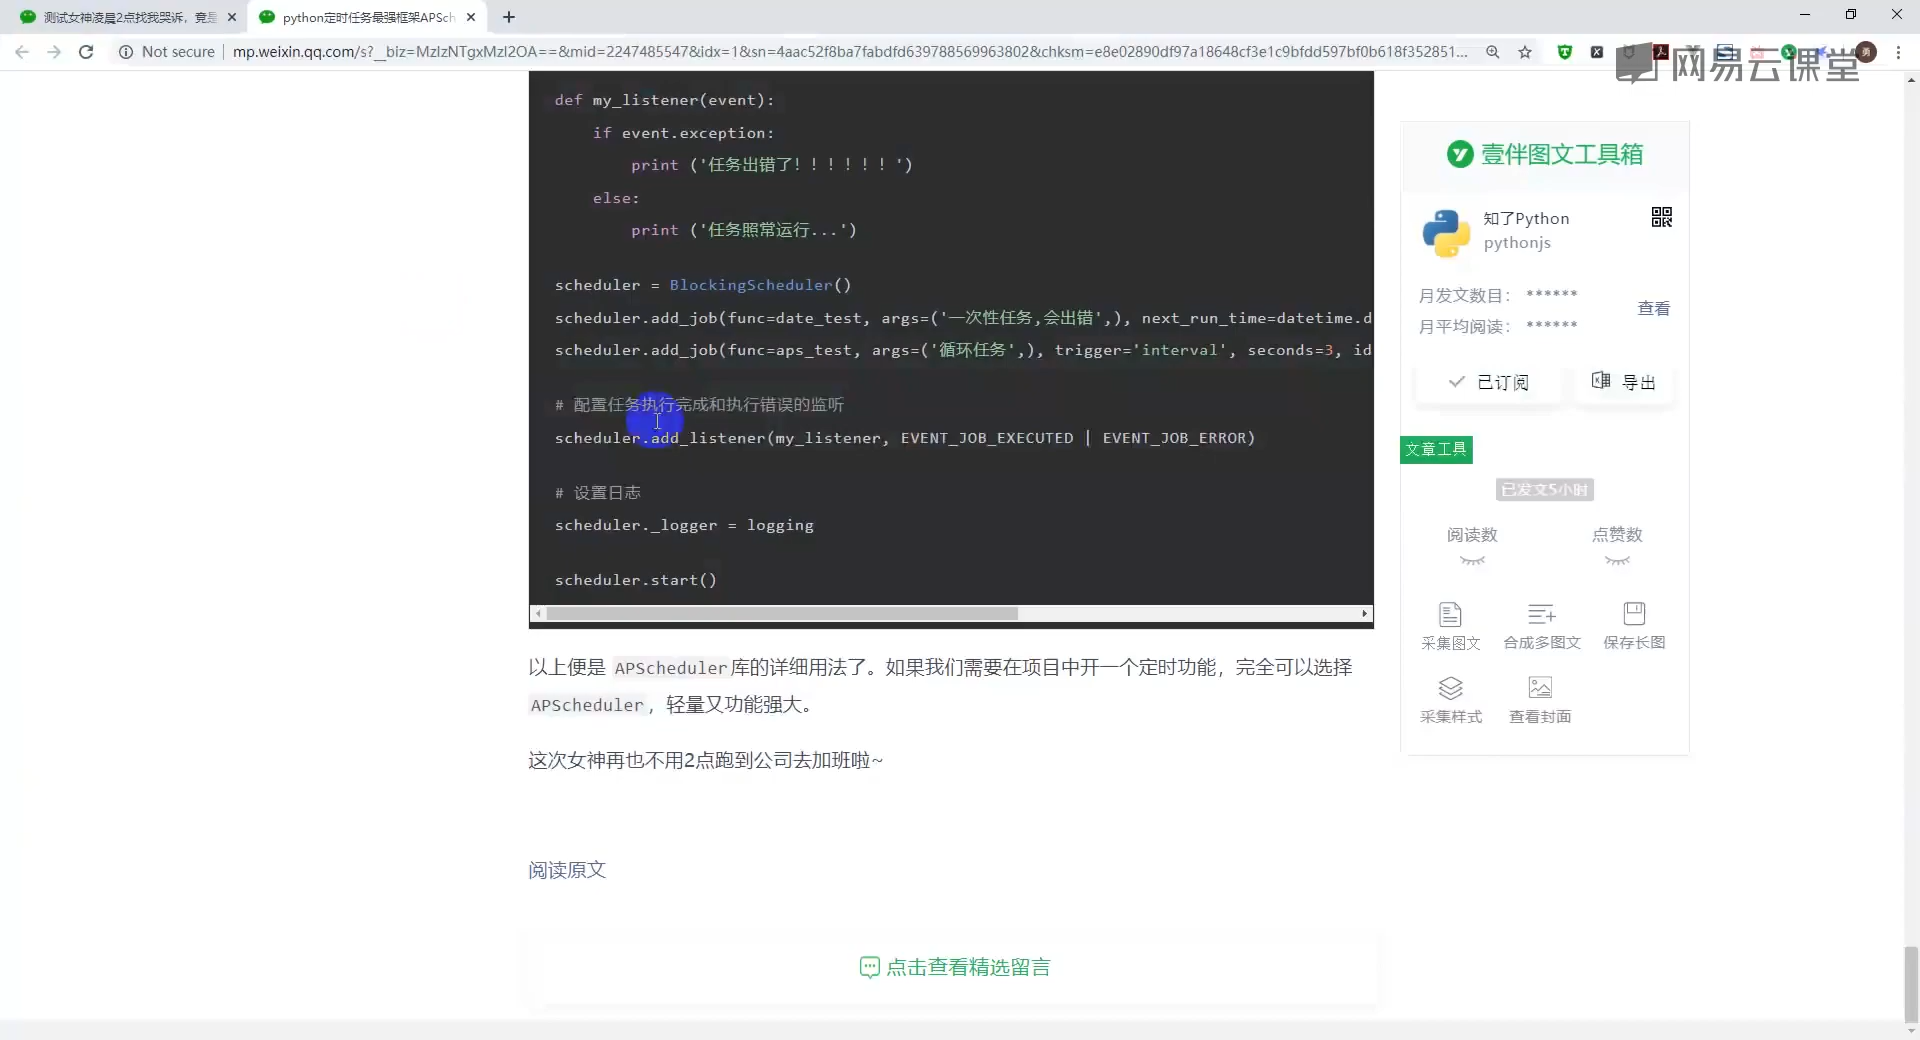 测试女神凌晨2点找我哭诉，竟是
python定时任务最强框架APSch
Not secure
mp.weixin.qq.com/s?__biz=MzIzNTgxMzI2OA==&mid=2247485547&idx=1&sn=4aac52f8ba7fabdfd639788569963802&chksm=e8e02890df97a18648cf3e1c9bfdd597bf0b618f352851...
网易云课堂
def my_listener(event):
if event.exception:
print ('任务出错了！！！！！！')
else:
print ('任务照常运行...')
scheduler = BlockingScheduler()
scheduler.add_job(func=date_test, args=('一次性任务,会出错',), next_run_time=datetime.d
scheduler.add_job(func=aps_test, args=('循环任务',), trigger='interval', seconds=3, id
# 配置任务执行完成和执行错误的监听
scheduler.add_listener(my_listener, EVENT_JOB_EXECUTED | EVENT_JOB_ERROR)
# 设置日志
scheduler._logger = logging
scheduler.start()
以上便是 APScheduler库的详细用法了。如果我们需要在项目中开一个定时功能，完全可以选择
APScheduler，轻量又功能强大。
这次女神再也不用2点跑到公司去加班啦~
阅读原文
点击查看精选留言
壹伴图文工具箱
知了Python
pythonjs
月发文数目： ******
月平均阅读： ******
查看
已订阅
导出
文章工具
已发文5小时
阅读数
点赞数
采集图文
合成多图文
保存长图
采集样式
查看封面